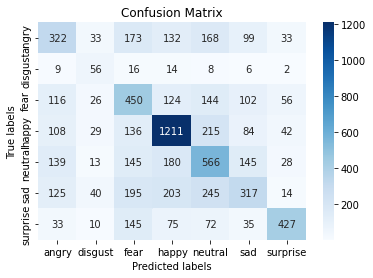 Confusion Matrix
angry 322 33 173 132 168 99 33
disgust 9 56 16 14 8 6 2
fear 116 26 450 124 144 102 56
happy 108 29 136 1211 215 84 42
neutral 139 13 145 180 566 145 28
sad 125 40 195 203 245 317 14
surprise 33 10 145 75 72 35 427
angry disgust fear happy neutral sad surprise
True labels
Predicted labels
1200
1000
800
600
400
200